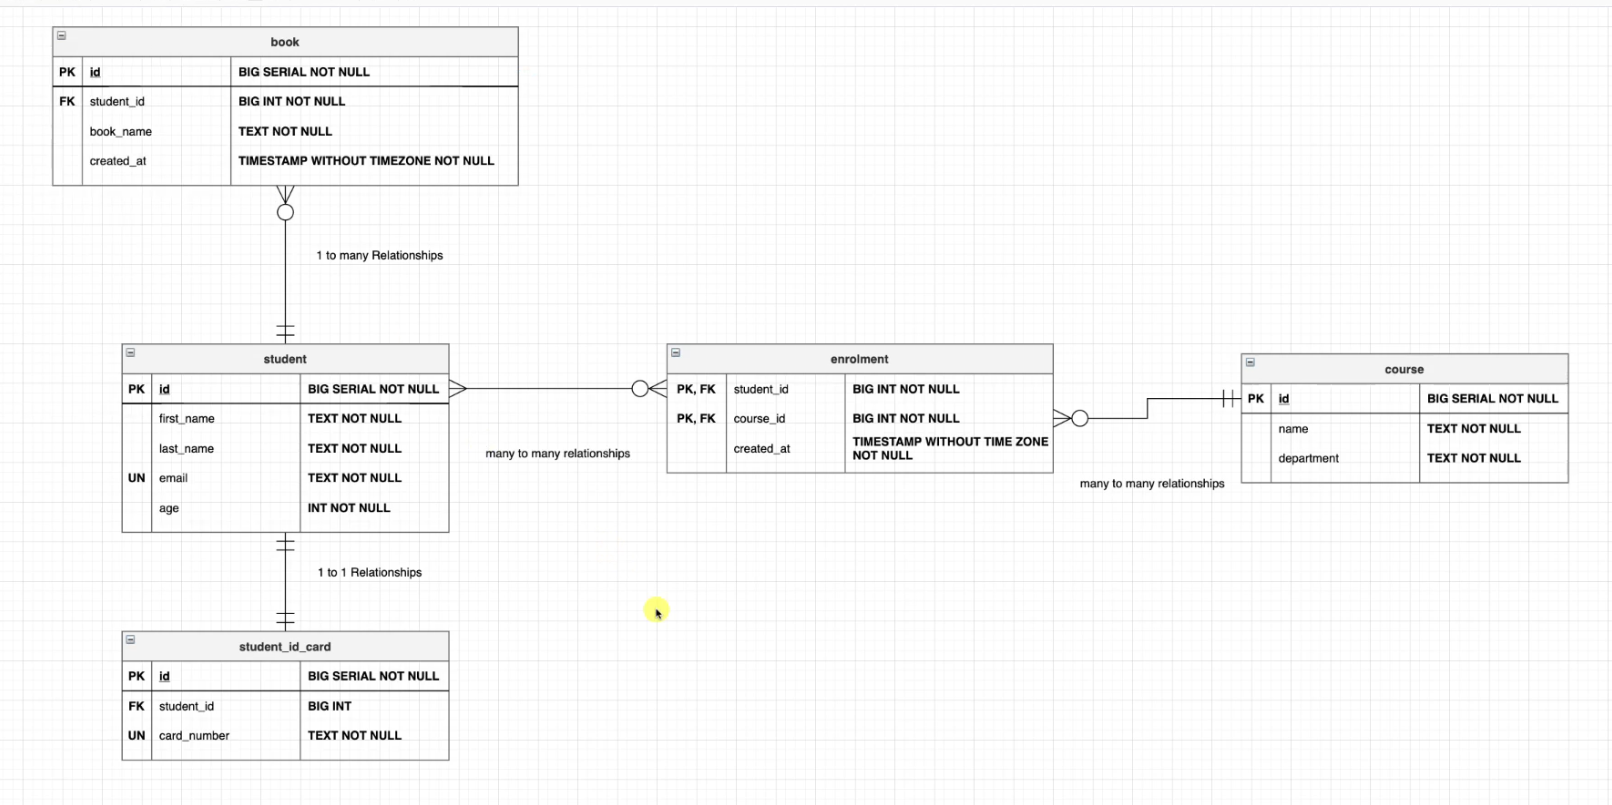 book
PK id BIG SERIAL NOT NULL
FK student_id BIG INT NOT NULL
book_name TEXT NOT NULL
created_at TIMESTAMP WITHOUT TIMEZONE NOT NULL
1 to many Relationships
student
PK id BIG SERIAL NOT NULL
first_name TEXT NOT NULL
last_name TEXT NOT NULL
UN email TEXT NOT NULL
age INT NOT NULL
many to many relationships
enrolment
PK, FK student_id BIG INT NOT NULL
PK, FK course_id BIG INT NOT NULL
created_at TIMESTAMP WITHOUT TIME ZONE
NOT NULL
many to many relationships
course
PK id BIG SERIAL NOT NULL
name TEXT NOT NULL
department TEXT NOT NULL
1 to 1 Relationships
student_id_card
PK id BIG SERIAL NOT NULL
FK student_id BIG INT
UN card_number TEXT NOT NULL